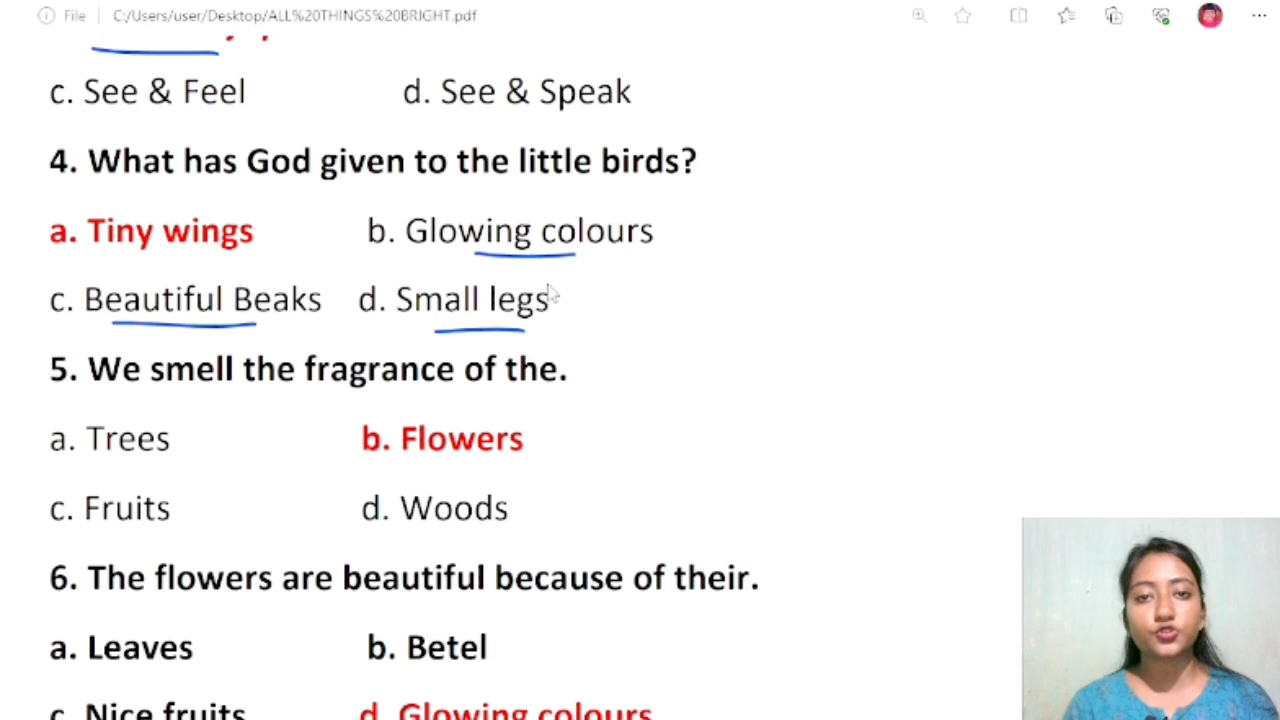 File C:/Users/user/Desktop/ALL%20THINGS%20BRIGHT.pdf
c. See & Feel d. See & Speak
4. What has God given to the little birds?
a. Tiny wings b. Glowing colours
c. Beautiful Beaks d. Small legs
5. We smell the fragrance of the.
a. Trees b. Flowers
c. Fruits d. Woods
6. The flowers are beautiful because of their.
a. Leaves b. Betel
c. Nice fruits d. Glowing colours